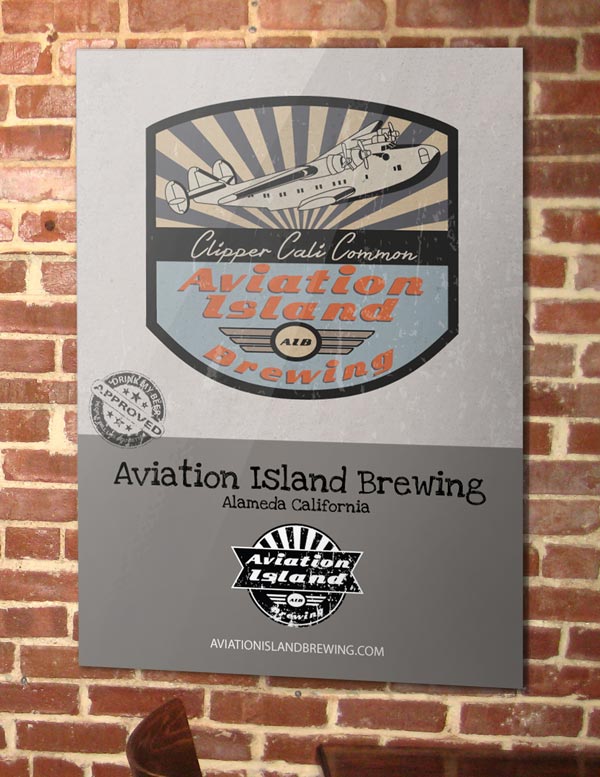 Clipper Cali Common
Aviation
Island
AIB
Brewing
DRINK MY BEER
APPROVED
Aviation Island Brewing
Alameda California
Aviation
Island
AIB
Brewing
AVIATIONISLANDBREWING.COM